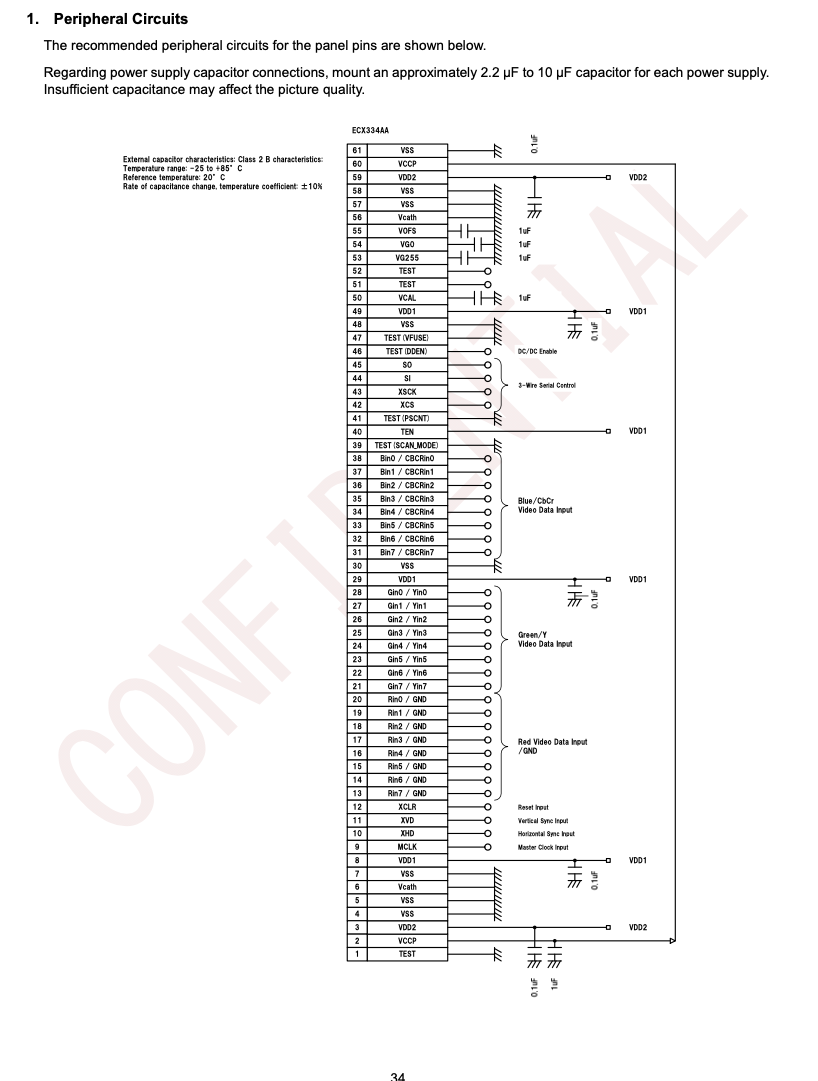 1. Peripheral Circuits
The recommended peripheral circuits for the panel pins are shown below.
Regarding power supply capacitor connections, mount an approximately 2.2 μF to 10 μF capacitor for each power supply.
Insufficient capacitance may affect the picture quality.
ECX334AA
External capacitor characteristics: Class 2 B characteristics:
Temperature range: -25 to +85° C
Reference temperature: 20° C
Rate of capacitance change, temperature coefficient: ±10%
61 VSS 0.1uF
60 VCCP
59 VDD2 VDD2
58 VSS
57 VSS
56 Vcath
55 VOFS 1uF
54 VG0 1uF
53 VG255 1uF
52 TEST
51 TEST
50 VCAL 1uF
49 VDD1 VDD1
48 VSS 0.1uF
47 TEST(VFUSE)
46 TEST(DDEN) DC/DC Enable
45 SO
44 SI
3-Wire Serial Control
43 XSCK
42 XCS
41 TEST(PSCNT)
40 TEN VDD1
39 TEST(SCAN_MODE)
38 Bin0 / CBCRin0
37 Bin1 / CBCRin1
36 Bin2 / CBCRin2
35 Bin3 / CBCRin3
Blue/CbCr
34 Bin4 / CBCRin4
Video Data Input
33 Bin5 / CBCRin5
32 Bin6 / CBCRin6
31 Bin7 / CBCRin7
30 VSS
29 VDD1 VDD1
28 Gin0 / Yin0 0.1uF
27 Gin1 / Yin1
26 Gin2 / Yin2
25 Gin3 / Yin3
Green/Y
24 Gin4 / Yin4
Video Data Input
23 Gin5 / Yin5
22 Gin6 / Yin6
21 Gin7 / Yin7
20 Rin0 / GND
19 Rin1 / GND
18 Rin2 / GND
17 Rin3 / GND
Red Video Data Input
16 Rin4 / GND
/GND
15 Rin5 / GND
14 Rin6 / GND
13 Rin7 / GND
12 XCLR Reset Input
11 XVD Vertical Sync Input
10 XHD Horizontal Sync Input
9 MCLK Master Clock Input
8 VDD1 VDD1
7 VSS 0.1uF
6 Vcath
5 VSS
4 VSS
3 VDD2 VDD2
2 VCCP
1 TEST
0.1uF 1uF
CONFIDENTIAL
34